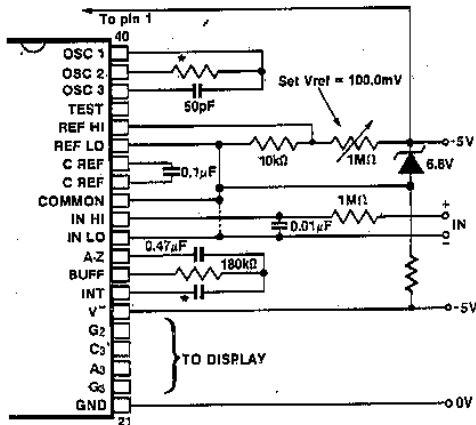 To pin 1
40
OSC 1
OSC 2
*
OSC 3
50pF
TEST
Set Vref = 100.0mV
REF HI
REF LO
10kΩ
1MΩ
-5V
6.8V
C REF
0.1µF
C REF
COMMON
1MΩ
+
IN HI
0.01µF
IN
IN LO
−
0.47µF
A-Z
BUFF
180kΩ
INT
*
V⁻
-5V
G2
C3
TO DISPLAY
A3
G3
GND
0V
21